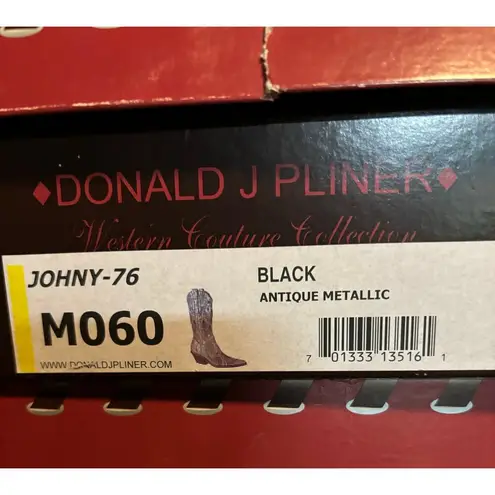 ♦DONALD J PLINER♦
Western Couture Collection
JOHNY-76 BLACK
ANTIQUE METALLIC
M060
WWW.DONALDJPLINER.COM
7 01333 13516 1